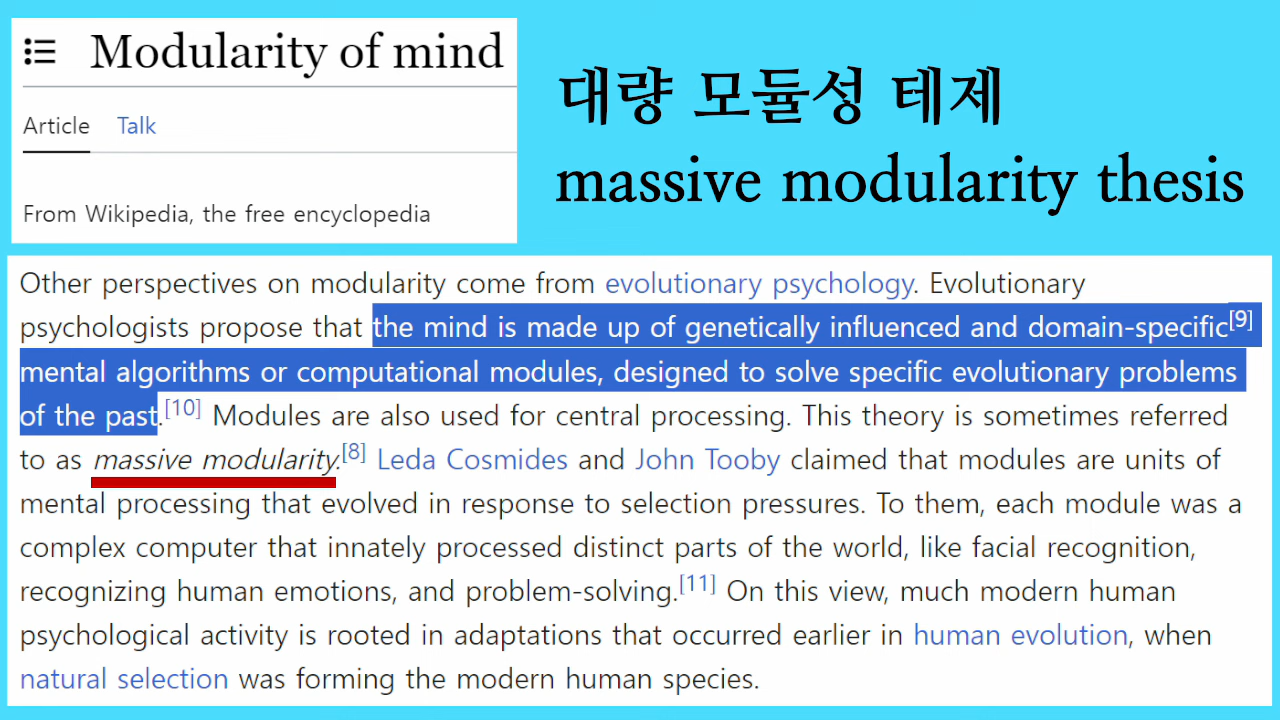 Modularity of mind
Article Talk
From Wikipedia, the free encyclopedia
대량 모듈성 테제
massive modularity thesis
Other perspectives on modularity come from evolutionary psychology. Evolutionary
psychologists propose that the mind is made up of genetically influenced and domain-specific[9]
mental algorithms or computational modules, designed to solve specific evolutionary problems
of the past.[10] Modules are also used for central processing. This theory is sometimes referred
to as massive modularity.[8] Leda Cosmides and John Tooby claimed that modules are units of
mental processing that evolved in response to selection pressures. To them, each module was a
complex computer that innately processed distinct parts of the world, like facial recognition,
recognizing human emotions, and problem-solving.[11] On this view, much modern human
psychological activity is rooted in adaptations that occurred earlier in human evolution, when
natural selection was forming the modern human species.